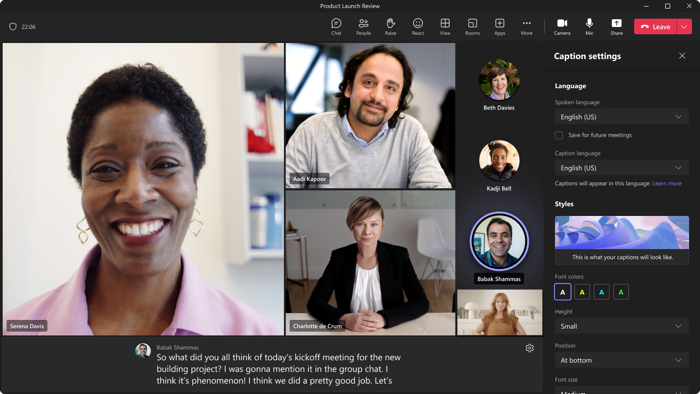 Product Launch Review
22:06
Chat
People
Raise
React
View
Rooms
Apps
More
Camera
Mic
Share
Leave
Serena Davis
Aadi Kapoor
Charlotte de Crum
Beth Davies
Kadji Bell
Babak Shammas
Babak Shammas
So what did you all think of today's kickoff meeting for the new
building project? I was gonna mention it in the group chat. I
think it's phenomenon! I think we did a pretty good job. Let's
Caption settings
Language
Spoken language
English (US)
Save for future meetings
Caption language
English (US)
Captions will appear in this language. Learn more
Styles
This is what your captions will look like.
Font colors
A A A A
Height
Small
Position
At bottom
Font size
Medium